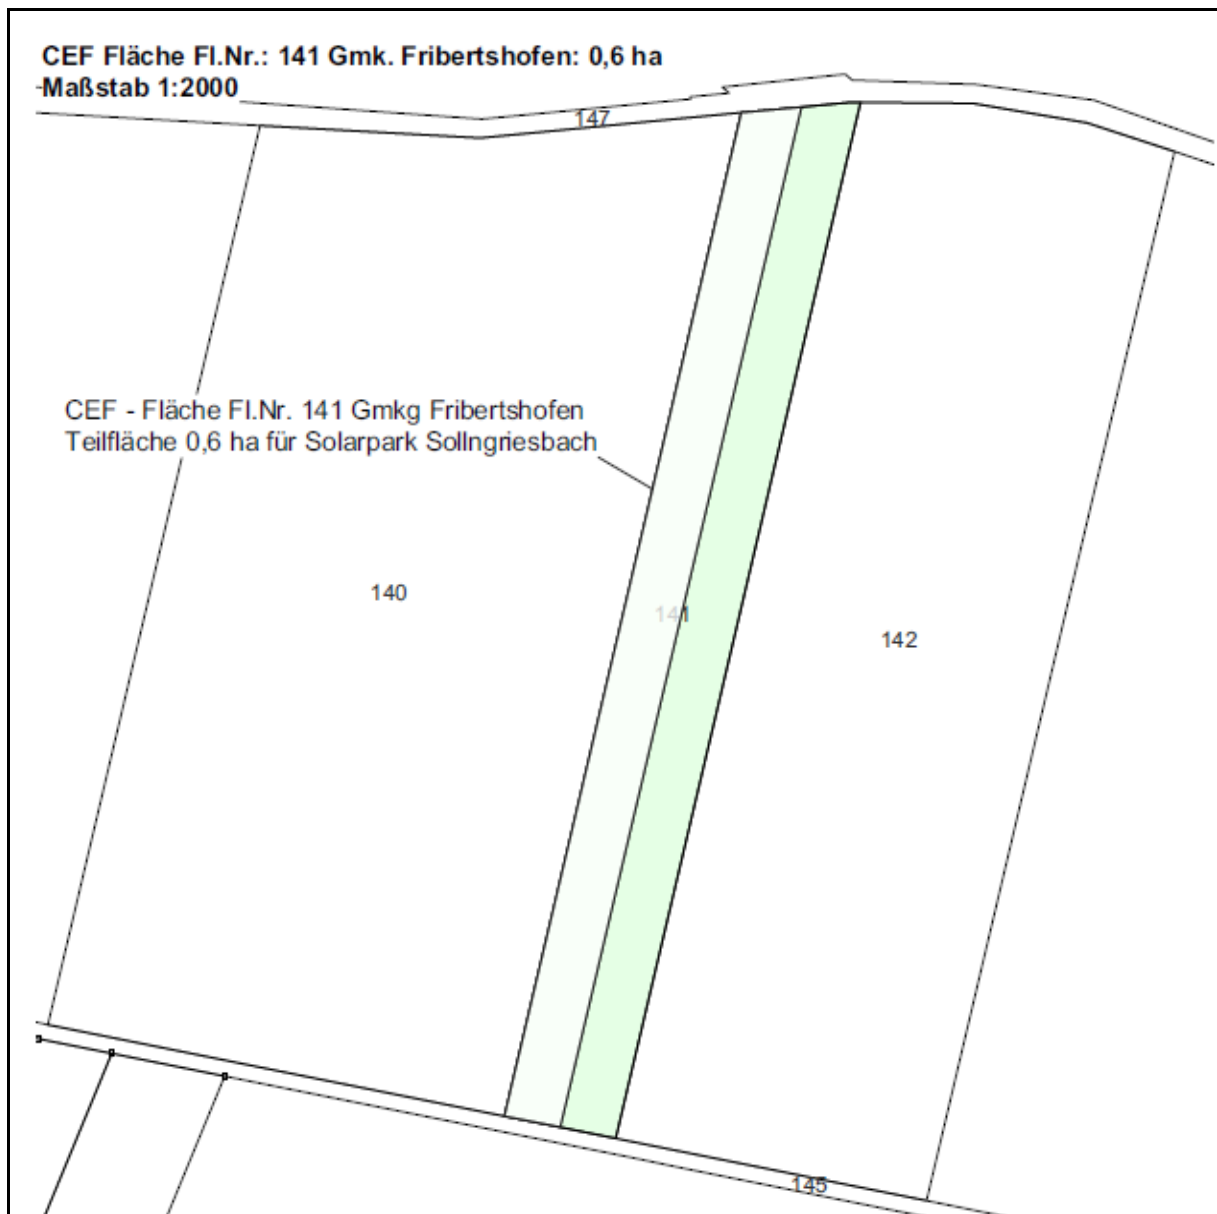 CEF Fläche Fl.Nr.: 141 Gmk. Fribertshofen: 0,6 ha
Maßstab 1:2000
147
CEF - Fläche Fl.Nr. 141 Gmkg Fribertshofen
Teilfläche 0,6 ha für Solarpark Sollngriesbach
140
141
142
145